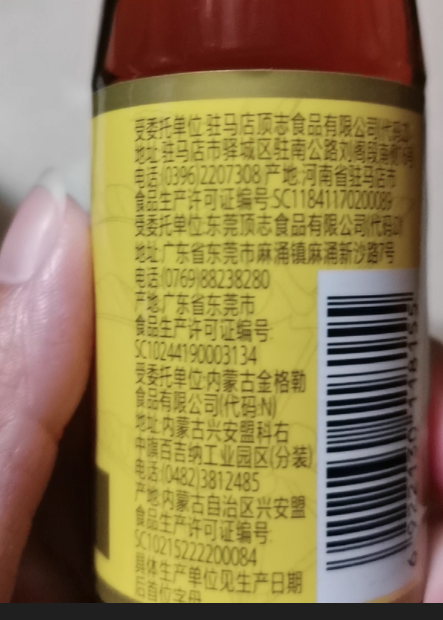 受委托单位:驻马店顶志食品有限公司(代码
地址:驻马店市驿城区驻南公路刘阁段南侧
电话:(0396)2207308 产地:河南省驻马店市
食品生产许可证编号:SC11841170200089
受委托单位:东莞顶志食品有限公司(代码:D)
地址:广东省东莞市麻涌镇麻涌新沙路7号
电话:(0769)88238280
产地:广东省东莞市
食品生产许可证编号:
SC10244190003134
受委托单位:内蒙古金格勒
食品有限公司(代码:N)
地址:内蒙古兴安盟科右
中旗百吉纳工业园区(分装)
电话:(0482)3812485
产地:内蒙古自治区兴安盟
食品生产许可证编号:
SC10215222200084
具体生产单位见生产日期
后首位字母